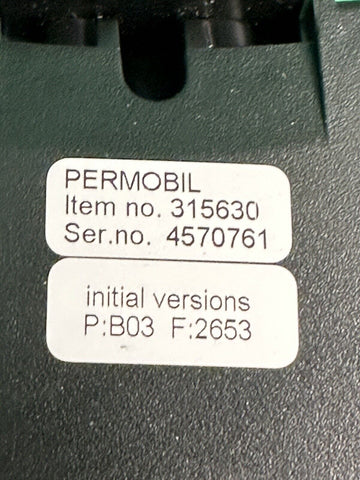 PERMOBIL
Item no. 315630
Ser.no. 4570761
initial versions
P:B03 F:2653